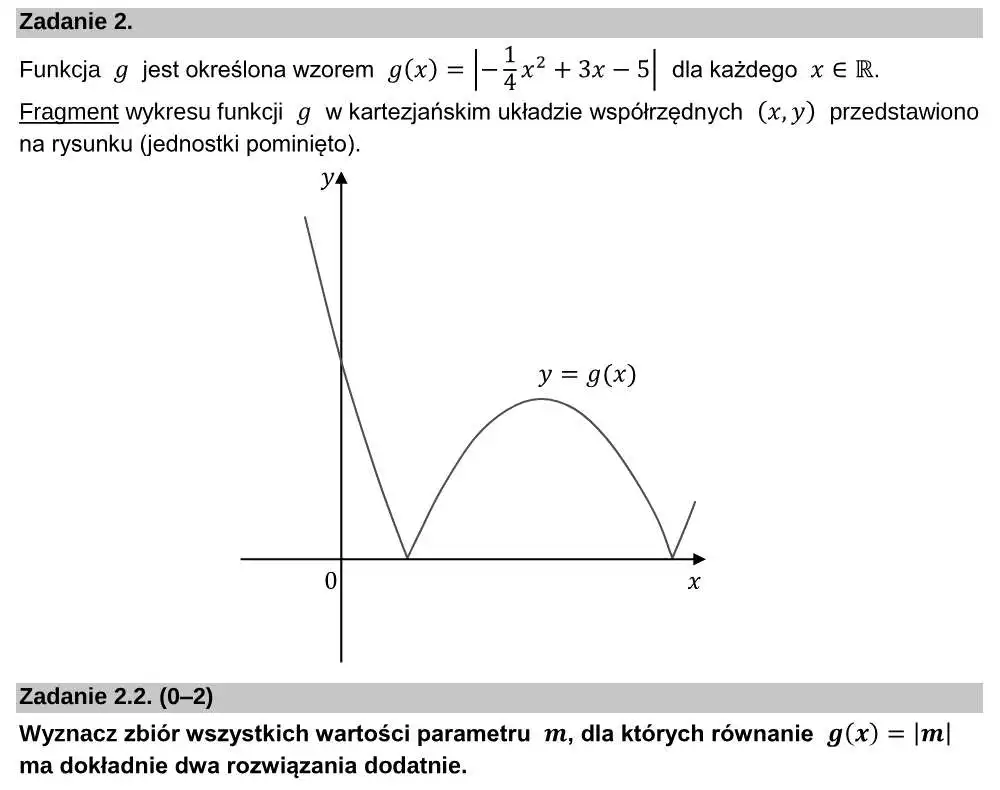 Zadanie 2.
Funkcja g jest określona wzorem g(x) = |−1/4 x² + 3x − 5| dla każdego x ∈ ℝ.
Fragment wykresu funkcji g w kartezjańskim układzie współrzędnych (x, y) przedstawiono
na rysunku (jednostki pominięto).
y
y = g(x)
0
x
Zadanie 2.2. (0–2)
Wyznacz zbiór wszystkich wartości parametru m, dla których równanie g(x) = |m|
ma dokładnie dwa rozwiązania dodatnie.